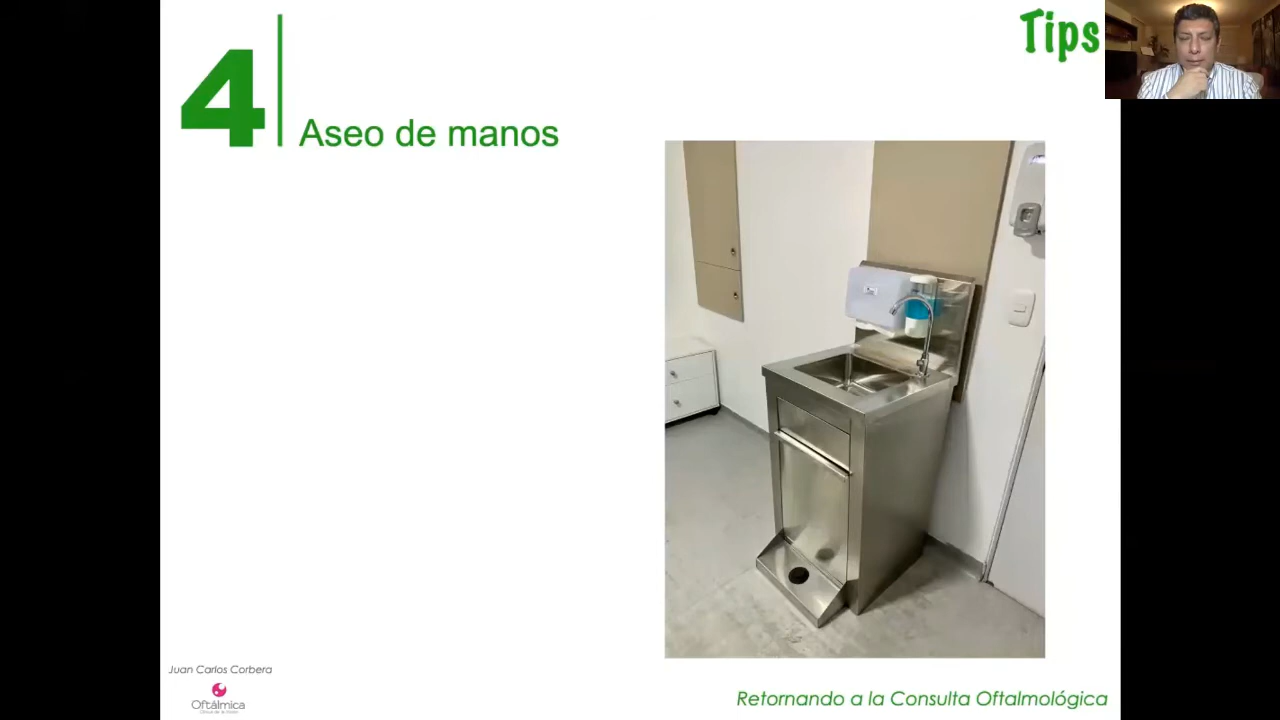 4
Tips
Aseo de manos
Juan Carlos Corbera
Oftálmica
Retornando a la Consulta Oftalmológica